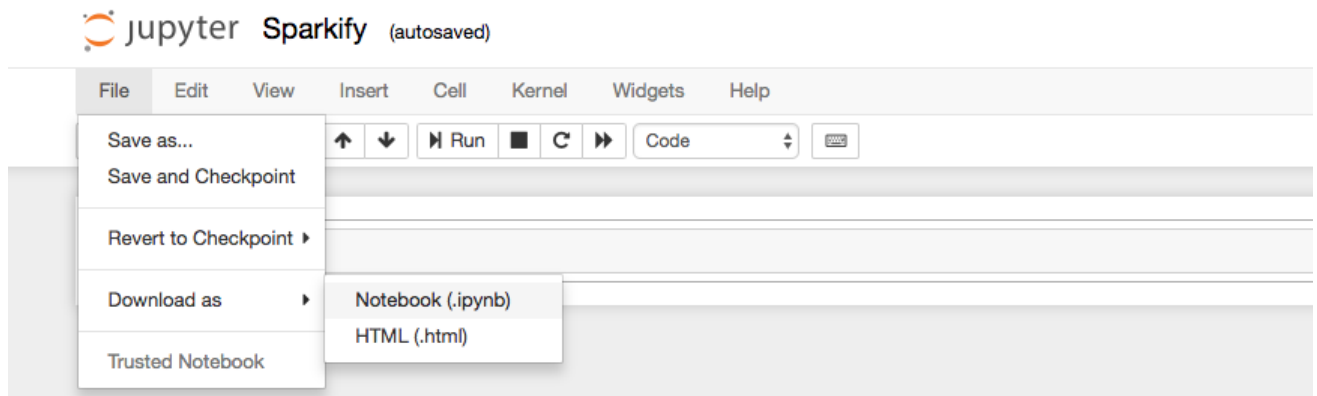 jupyter Sparkify (autosaved)
File Edit View Insert Cell Kernel Widgets Help
Run Code
Save as...
Save and Checkpoint
Revert to Checkpoint
Download as
Notebook (.ipynb)
HTML (.html)
Trusted Notebook